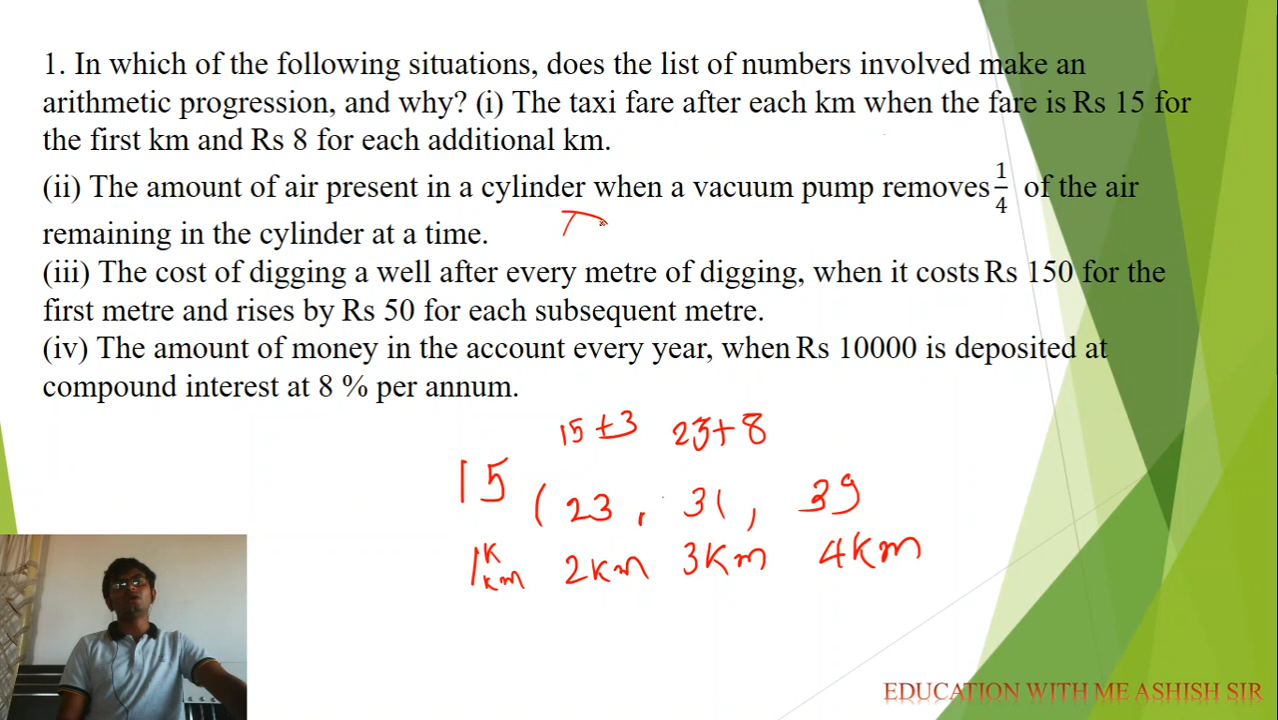 1. In which of the following situations, does the list of numbers involved make an
arithmetic progression, and why? (i) The taxi fare after each km when the fare is Rs 15 for
the first km and Rs 8 for each additional km.
(ii) The amount of air present in a cylinder when a vacuum pump removes 1/4 of the air
remaining in the cylinder at a time.
(iii) The cost of digging a well after every metre of digging, when it costs Rs 150 for the
first metre and rises by Rs 50 for each subsequent metre.
(iv) The amount of money in the account every year, when Rs 10000 is deposited at
compound interest at 8 % per annum.
15 + 3 23 + 8
15 ( 23 , 31, 39
1K km 2km 3Km 4km
EDUCATION WITH ME ASHISH SIR